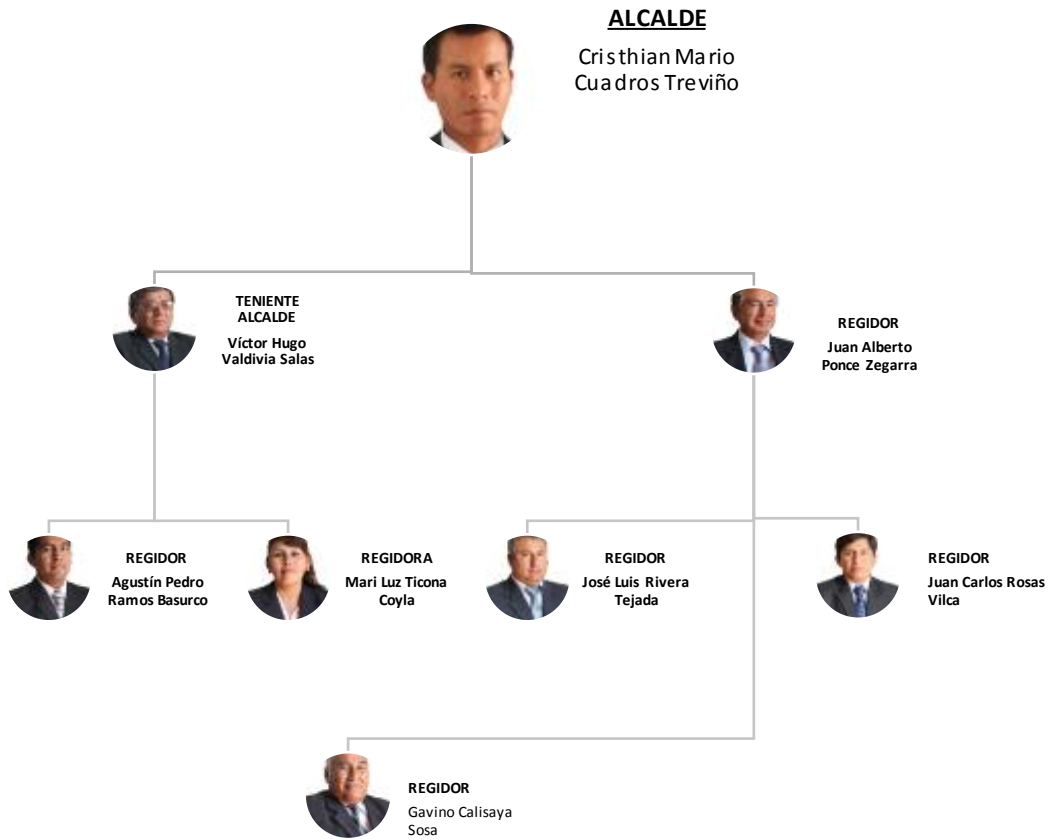 ALCALDE
Cristhian Mario
Cuadros Treviño
TENIENTE
ALCALDE
Víctor Hugo
Valdivia Salas
REGIDOR
Juan Alberto
Ponce Zegarra
REGIDOR
Agustín Pedro
Ramos Basurco
REGIDORA
Mari Luz Ticona
Coyla
REGIDOR
José Luis Rivera
Tejada
REGIDOR
Juan Carlos Rosas
Vilca
REGIDOR
Gavino Calisaya
Sosa